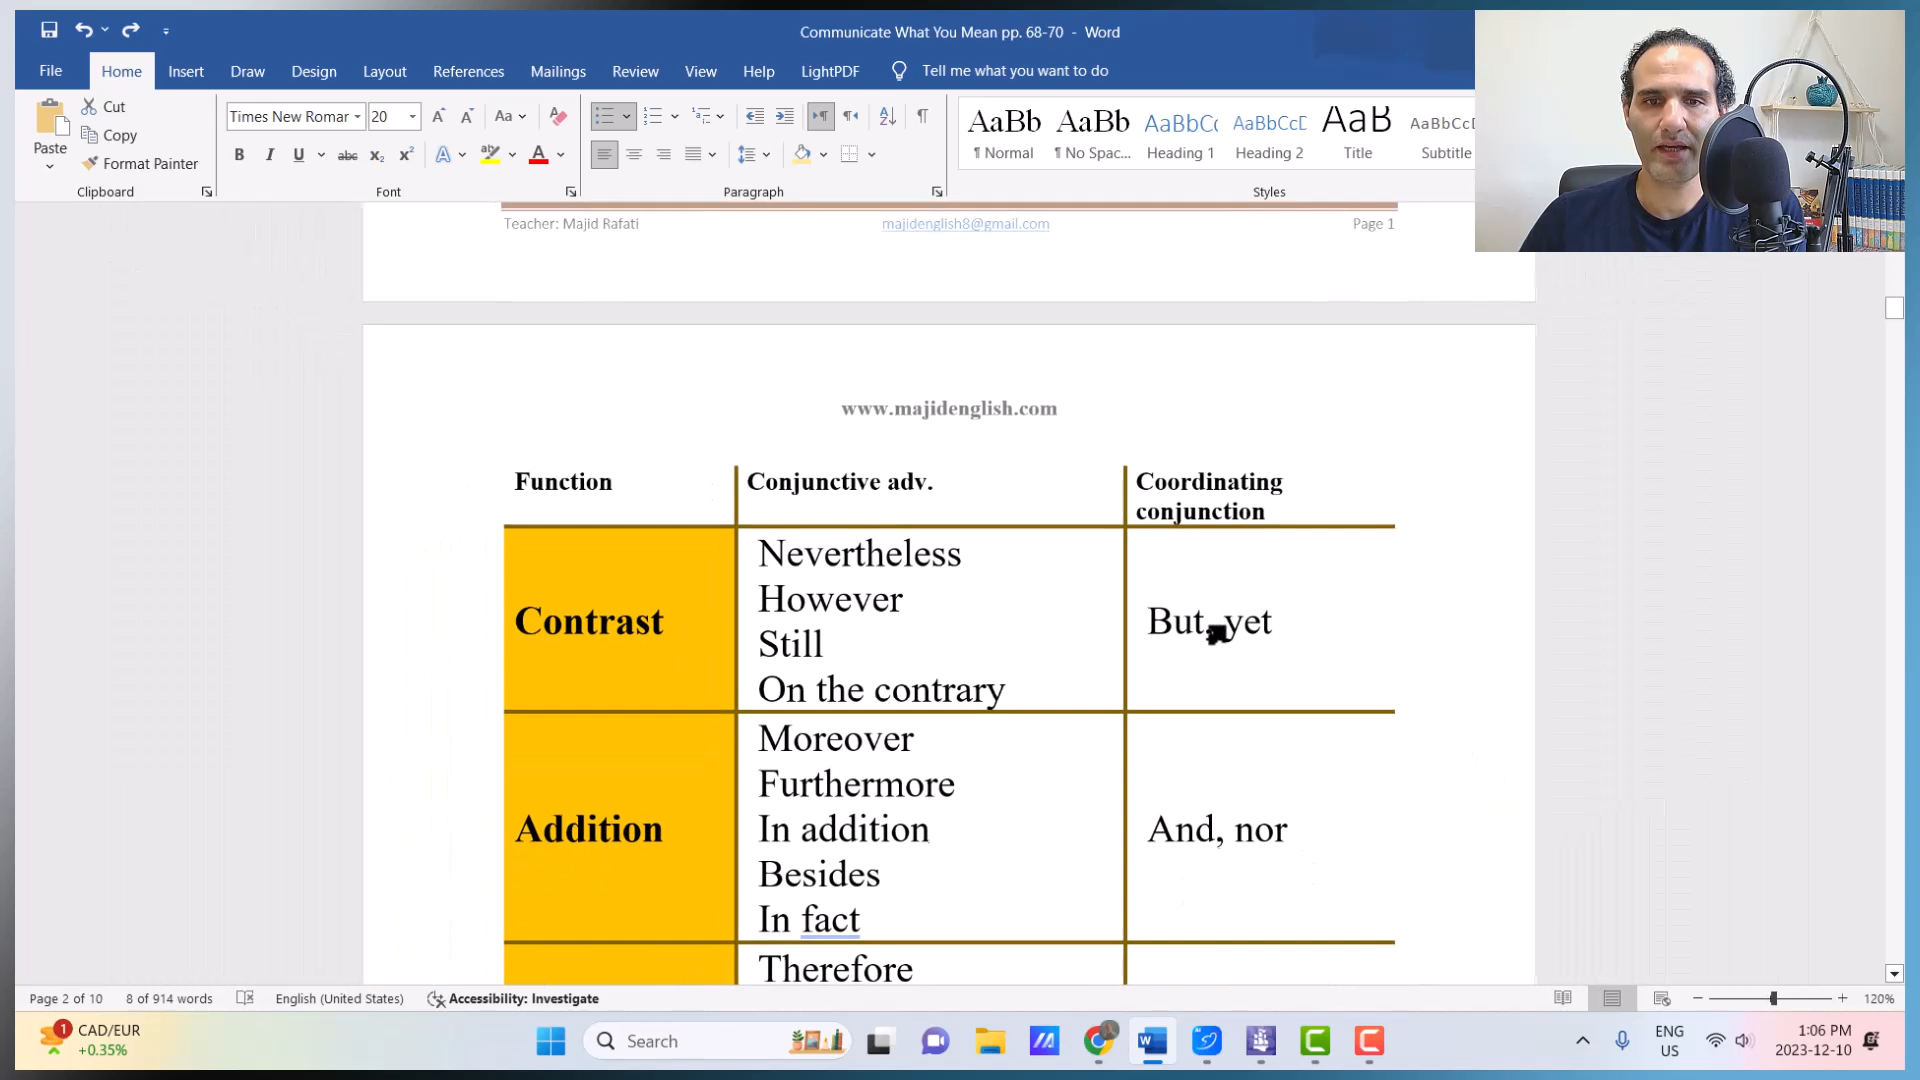 Communicate What You Mean pp. 68-70 - Word
File Home Insert Draw Design Layout References Mailings Review View Help LightPDF Tell me what you want to do
Paste
Cut
Copy
Format Painter
Clipboard
Times New Romar 20
Aa
B I U abc x₂ x² A A
Font
Paragraph
AaBb AaBb AaBbCc AaBbCcD AaB AaBbCcD
¶ Normal ¶ No Spac... Heading 1 Heading 2 Title Subtitle
Styles
Teacher: Majid Rafati majidenglish8@gmail.com Page 1
www.majidenglish.com
Function Conjunctive adv. Coordinating conjunction
Contrast
Nevertheless
However
Still
On the contrary
But, yet
Addition
Moreover
Furthermore
In addition
Besides
In fact
And, nor
Therefore
Page 2 of 10 8 of 914 words English (United States) Accessibility: Investigate 120%
1 CAD/EUR
+0.35%
Search
ENG
US
1:06 PM
2023-12-10